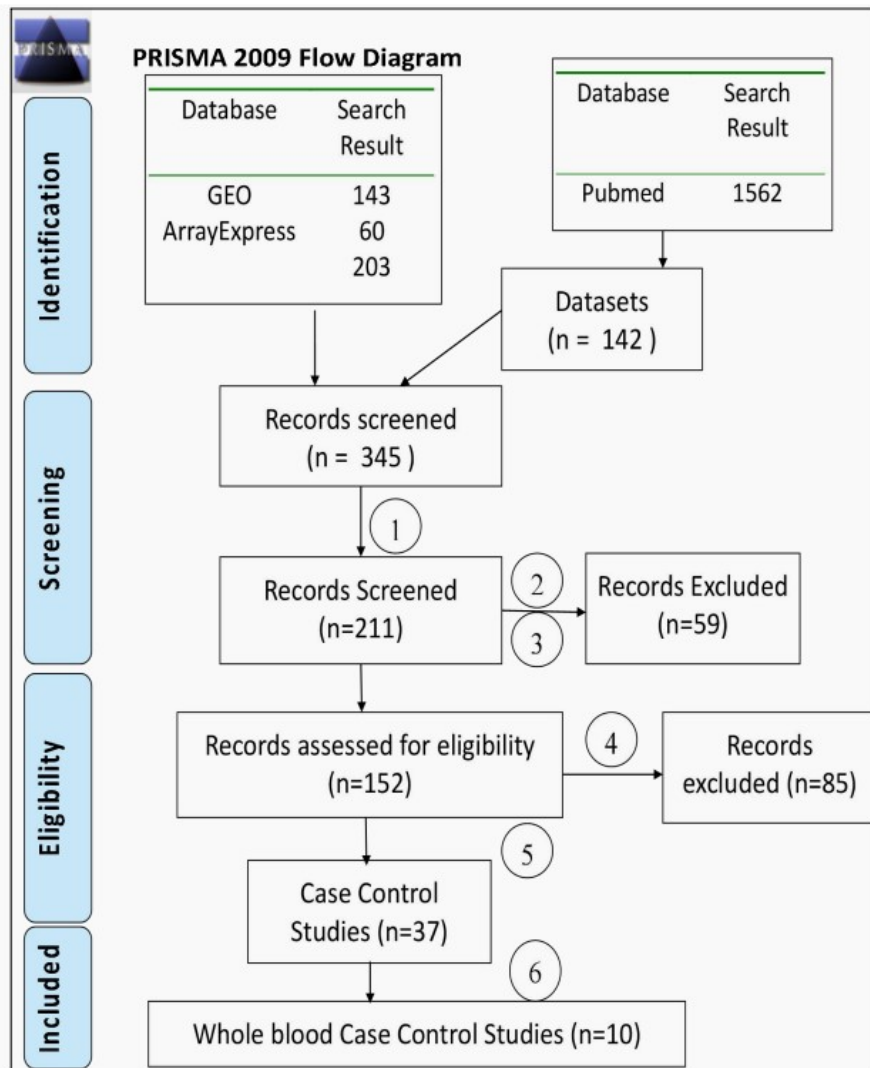 PRISMA
PRISMA 2009 Flow Diagram
Database Search
Result
GEO 143
ArrayExpress 60
203
Database Search
Result
Pubmed 1562
Identification
Datasets
(n = 142 )
Records screened
(n = 345 )
Screening
1
Records Screened
(n=211)
2
3
Records Excluded
(n=59)
Eligibility
Records assessed for eligibility
(n=152)
4
Records
excluded (n=85)
5
Case Control
Studies (n=37)
Included
6
Whole blood Case Control Studies (n=10)